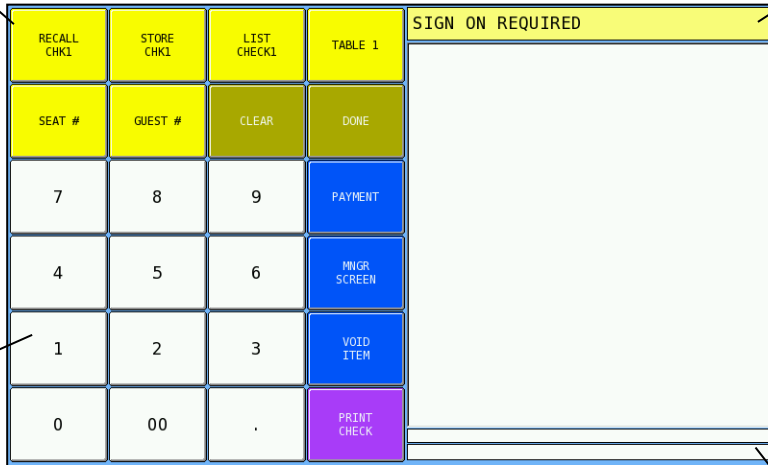 RECALL
CHK1
STORE
CHK1
LIST
CHECK1
TABLE 1
SIGN ON REQUIRED
SEAT #
GUEST #
CLEAR
DONE
7
8
9
PAYMENT
4
5
6
MNGR
SCREEN
1
2
3
VOID
ITEM
0
00
.
PRINT
CHECK